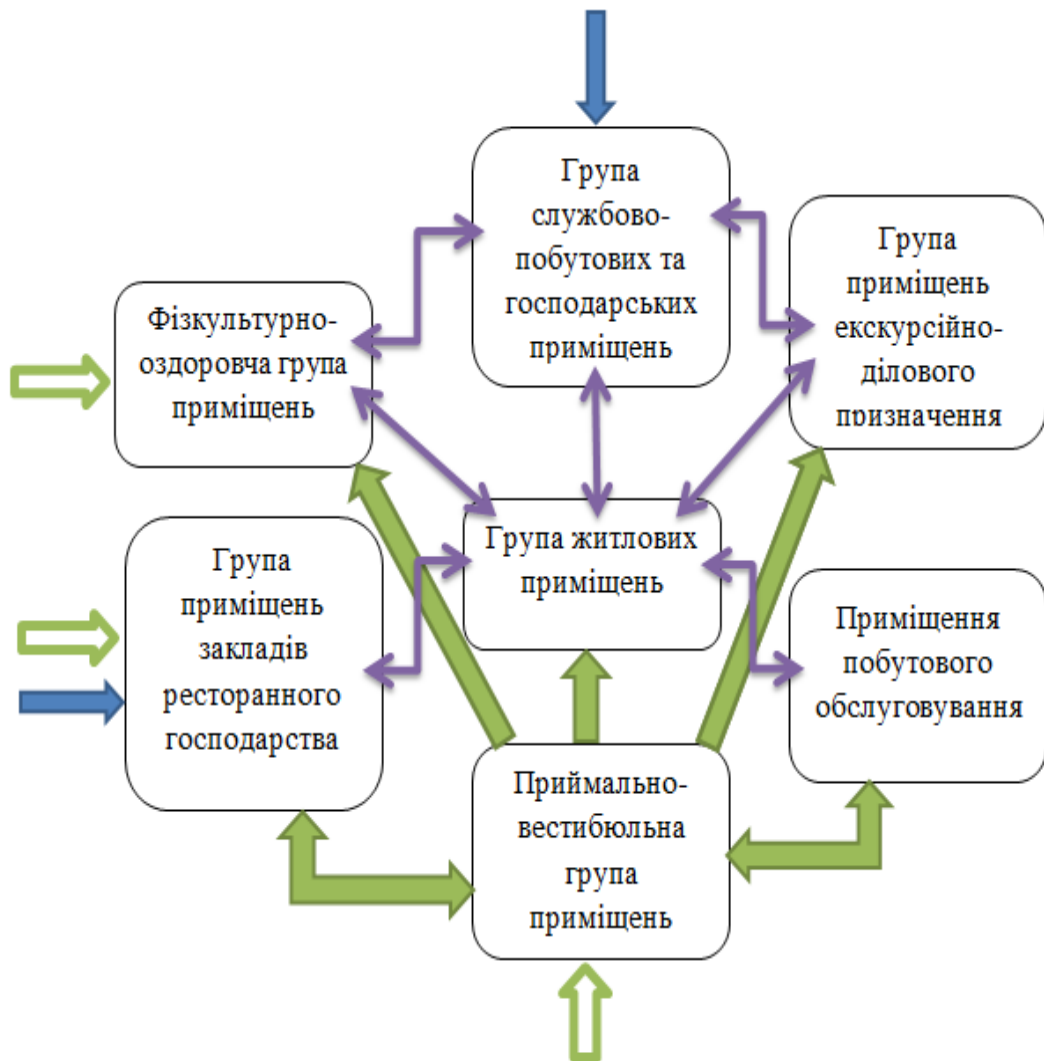 Група
службово-
побутових та
господарських
приміщень
Група
приміщень
екскурсійно-
ділового
призначення
Фізкультурно-
оздоровча група
приміщень
Група житлових
приміщень
Група
приміщень
закладів
ресторанного
господарства
Приміщення
побутового
обслуговування
Приймально-
вестибюльна
група
приміщень